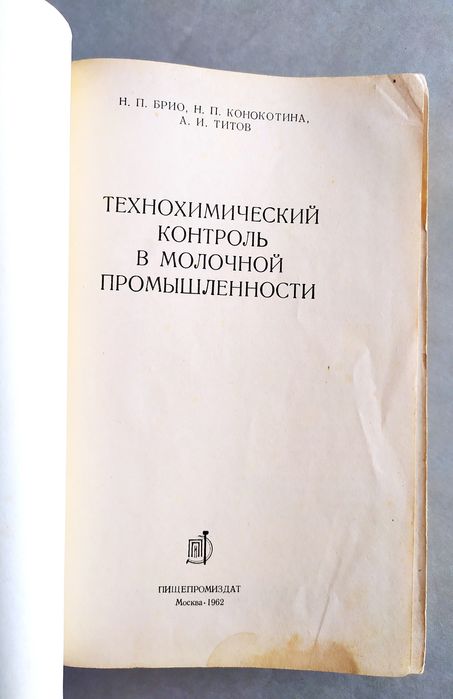 Н. П. БРИО, Н. П. КОНОКОТИНА,
А. И. ТИТОВ
ТЕХНОХИМИЧЕСКИЙ
КОНТРОЛЬ
В МОЛОЧНОЙ
ПРОМЫШЛЕННОСТИ
ПИЩЕПРОМИЗДАТ
Москва · 1962